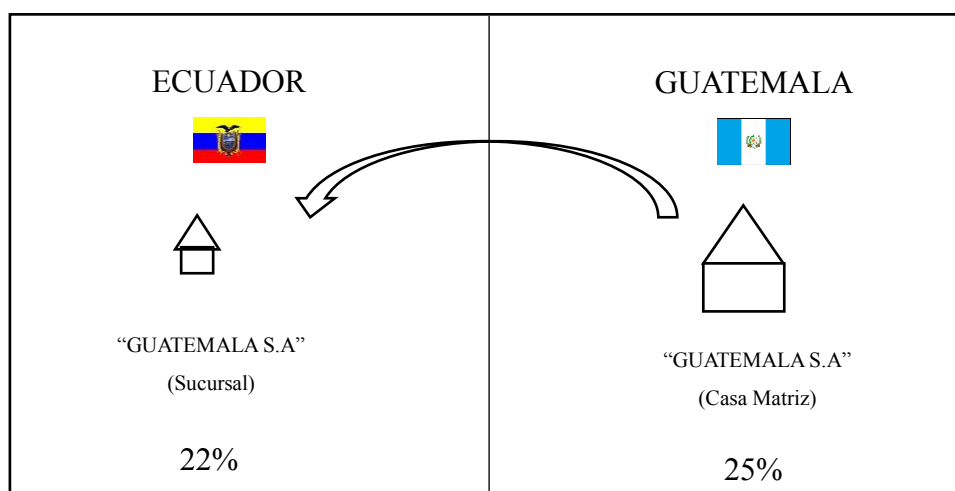 ECUADOR
“GUATEMALA S.A”
(Sucursal)
22%
GUATEMALA
“GUATEMALA S.A”
(Casa Matriz)
25%